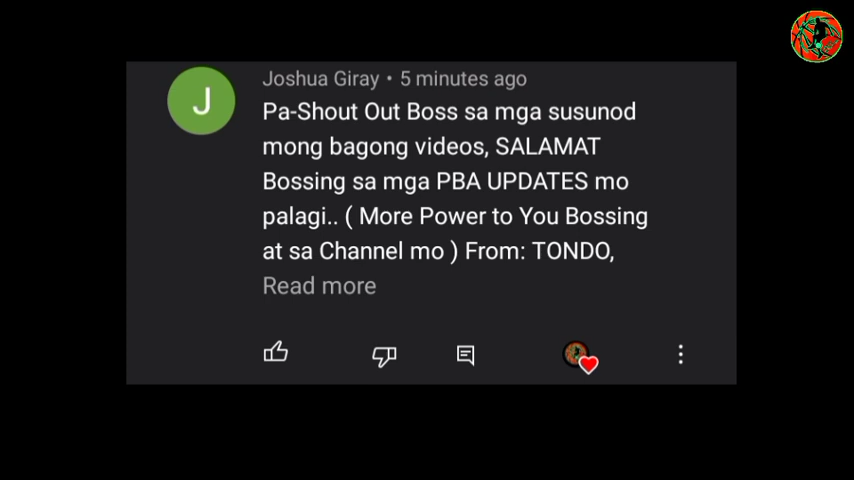 Joshua Giray • 5 minutes ago
J
Pa-Shout Out Boss sa mga susunod
mong bagong videos, SALAMAT
Bossing sa mga PBA UPDATES mo
palagi.. ( More Power to You Bossing
at sa Channel mo ) From: TONDO,
Read more